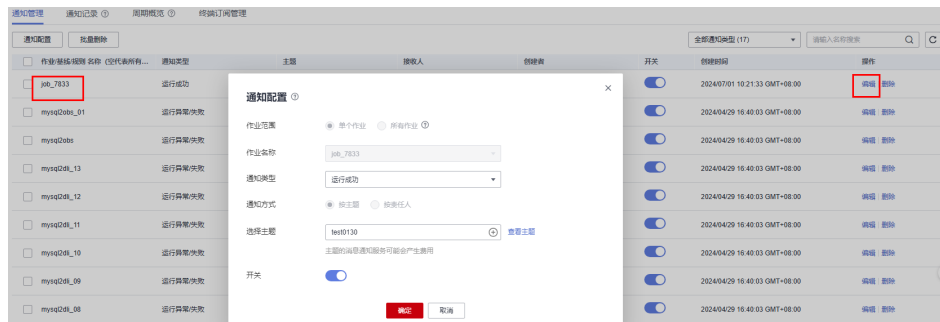 通知管理 通知记录 周期概览 终端订阅管理
通知配置 批量删除 全部通知类型 (17) 请输入名称搜索
作业/基线/规则 名称 (空代表所有... 通知类型 主题 接收人 创建者 开关 创建时间 操作
job_7833 运行成功 2024/07/01 10:21:33 GMT+08:00 编辑 删除
mysql2obs_01 运行异常/失败 2024/04/29 16:40:03 GMT+08:00 编辑 删除
mysql2obs 运行异常/失败 2024/04/29 16:40:03 GMT+08:00 编辑 删除
mysql2dli_13 运行异常/失败 2024/04/29 16:40:03 GMT+08:00 编辑 删除
mysql2dli_12 运行异常/失败 2024/04/29 16:40:03 GMT+08:00 编辑 删除
mysql2dli_11 运行异常/失败 2024/04/29 16:40:03 GMT+08:00 编辑 删除
mysql2dli_10 运行异常/失败 2024/04/29 16:40:03 GMT+08:00 编辑 删除
mysql2dli_09 运行异常/失败 2024/04/29 16:40:03 GMT+08:00 编辑 删除
mysql2dli_08 运行异常/失败 2024/04/29 16:40:03 GMT+08:00 编辑 删除
通知配置
作业范围 单个作业 所有作业
作业名称 job_7833
通知类型 运行成功
通知方式 按主题 按责任人
选择主题 test0130 查看主题
主题的消息通知服务可能会产生费用
开关
确定 取消